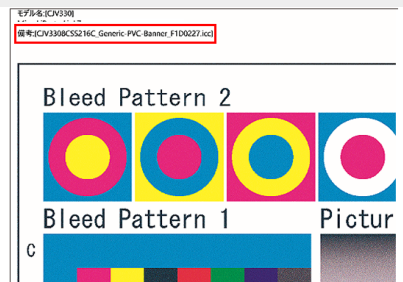 モデル名:[CJV330]
備考:[CJV330BCSS216C_Generic-PVC-Banner_F1D0227.icc]
Bleed Pattern 2
Bleed Pattern 1
Pictur
C